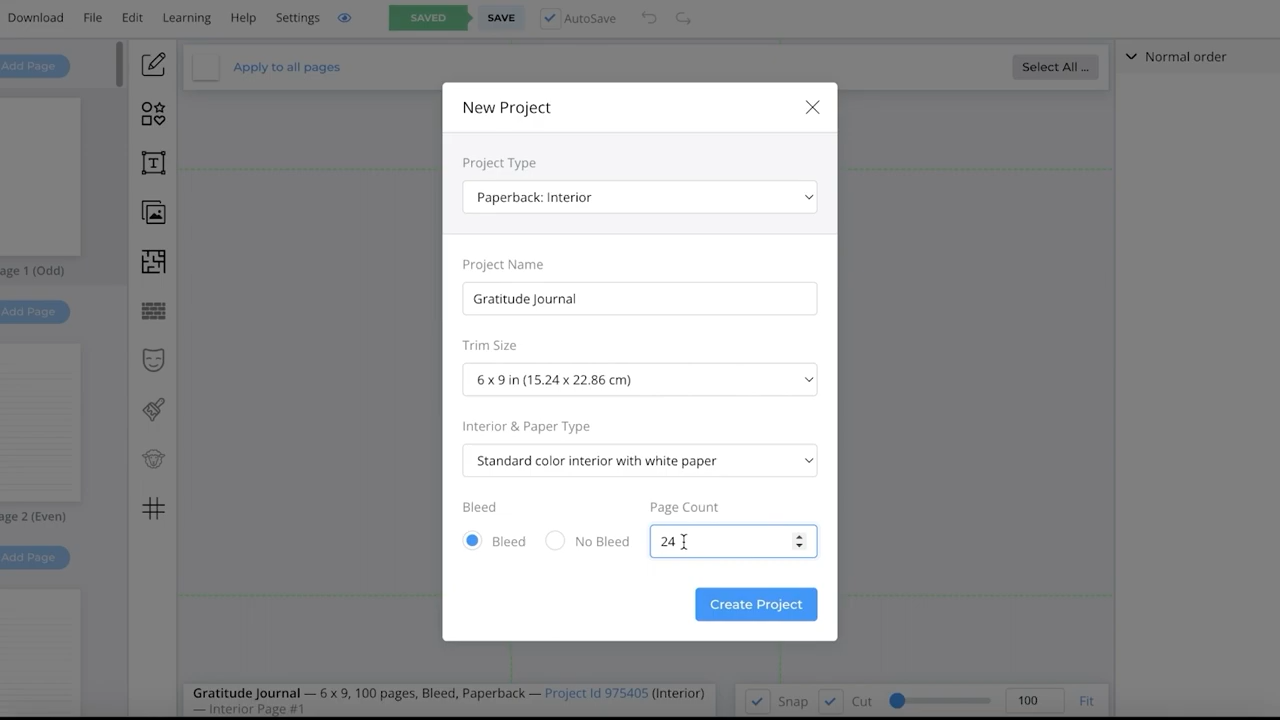 Download File Edit Learning Help Settings SAVED SAVE AutoSave
Add Page
Apply to all pages
Select All ...
Normal order
age 1 (Odd)
Add Page
age 2 (Even)
Add Page
New Project
Project Type
Paperback: Interior
Project Name
Gratitude Journal
Trim Size
6 x 9 in (15.24 x 22.86 cm)
Interior & Paper Type
Standard color interior with white paper
Bleed Page Count
Bleed No Bleed 24
Create Project
Gratitude Journal — 6 x 9, 100 pages, Bleed, Paperback — Project Id 975405 (Interior)
— Interior Page #1
Snap Cut 100 Fit